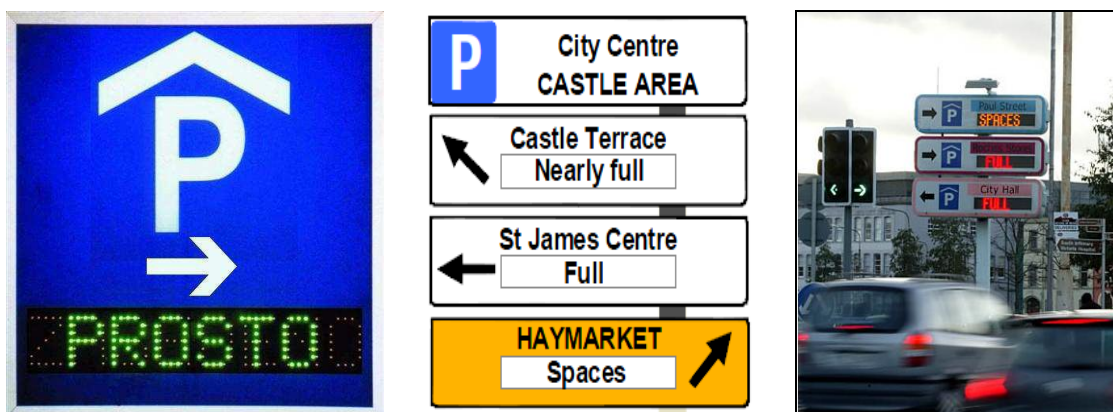 P
PROSTO
P
City Centre
CASTLE AREA
Castle Terrace
Nearly full
St James Centre
Full
HAYMARKET
Spaces
P
Paul Street
SPACES
P
FULL
P
City Hall
FULL